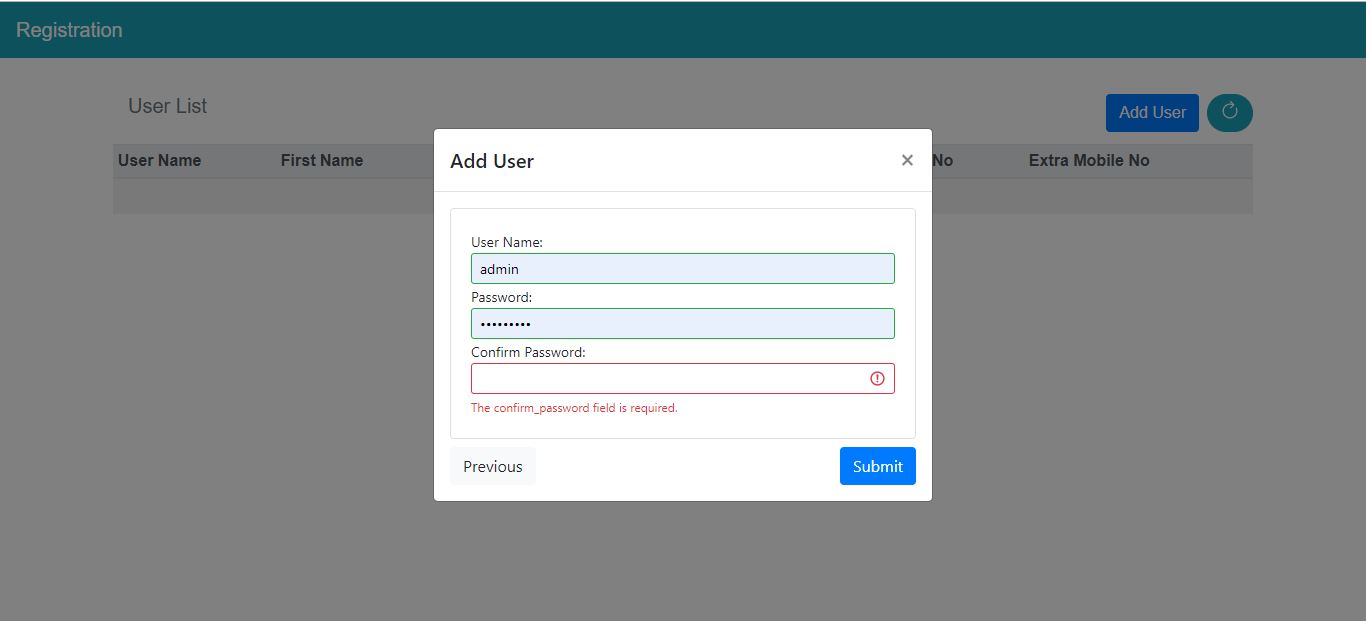 Registration
User List
Add User
User Name First Name No Extra Mobile No
Add User ×
User Name:
admin
Password:
•••••••••
Confirm Password:
The confirm_password field is required.
Previous Submit